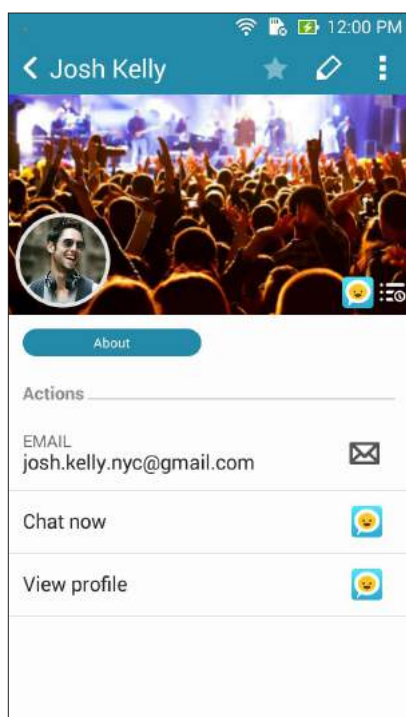 12:00 PM
Josh Kelly
About
Actions
EMAIL
josh.kelly.nyc@gmail.com
Chat now
View profile